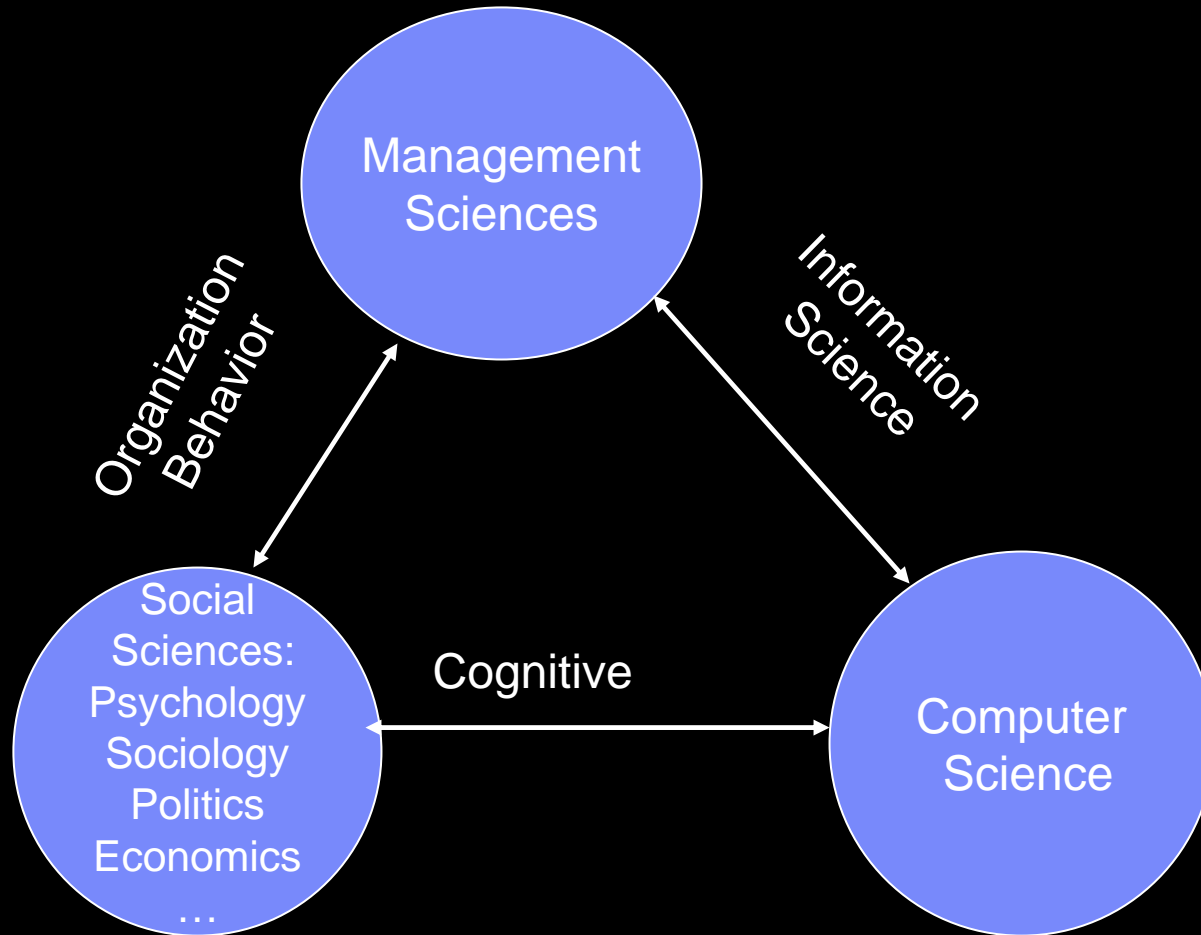 Management
Sciences
Organization
Behavior
Information
Science
Social
Sciences:
Psychology
Sociology
Politics
Economics
…
Cognitive
Computer
Science